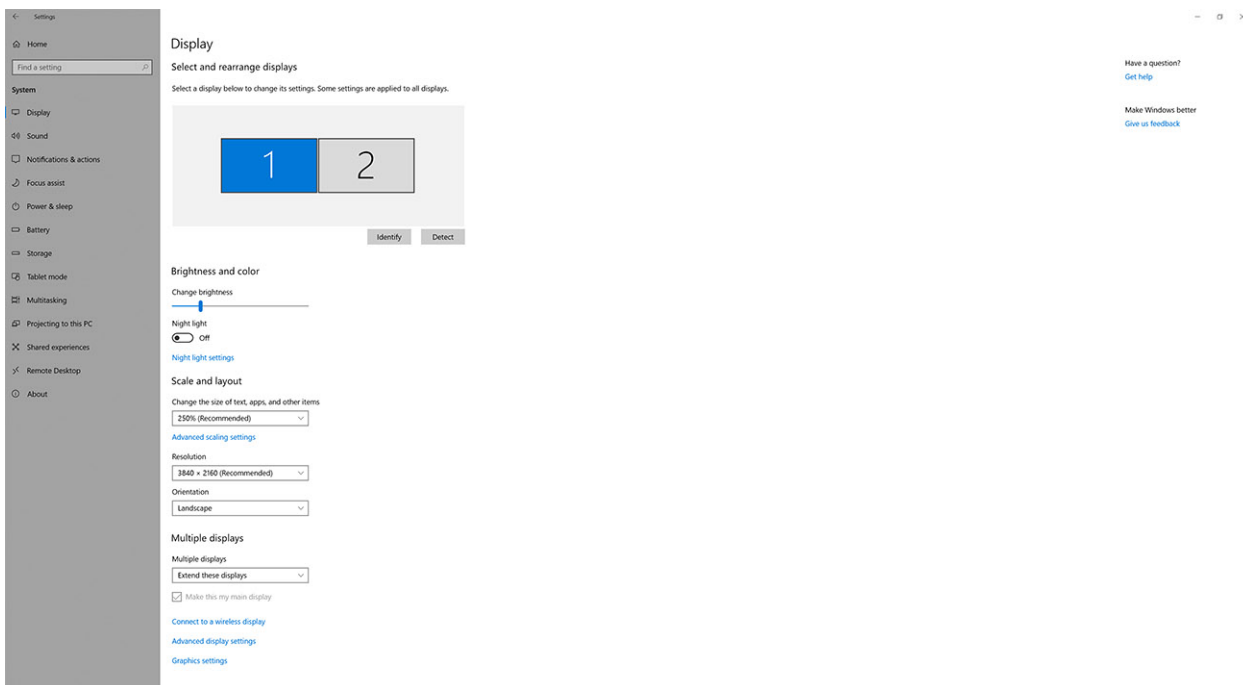 Settings
Home
Find a setting
System
Display
Sound
Notifications & actions
Focus assist
Power & sleep
Battery
Storage
Tablet mode
Multitasking
Projecting to this PC
Shared experiences
Remote Desktop
About
Display
Select and rearrange displays
Select a display below to change its settings. Some settings are applied to all displays.
1 2
Identify Detect
Brightness and color
Change brightness
Night light
Off
Night light settings
Scale and layout
Change the size of text, apps, and other items
250% (Recommended)
Advanced scaling settings
Resolution
3840 × 2160 (Recommended)
Orientation
Landscape
Multiple displays
Multiple displays
Extend these displays
Make this my main display
Connect to a wireless display
Advanced display settings
Graphics settings
Have a question?
Get help
Make Windows better
Give us feedback